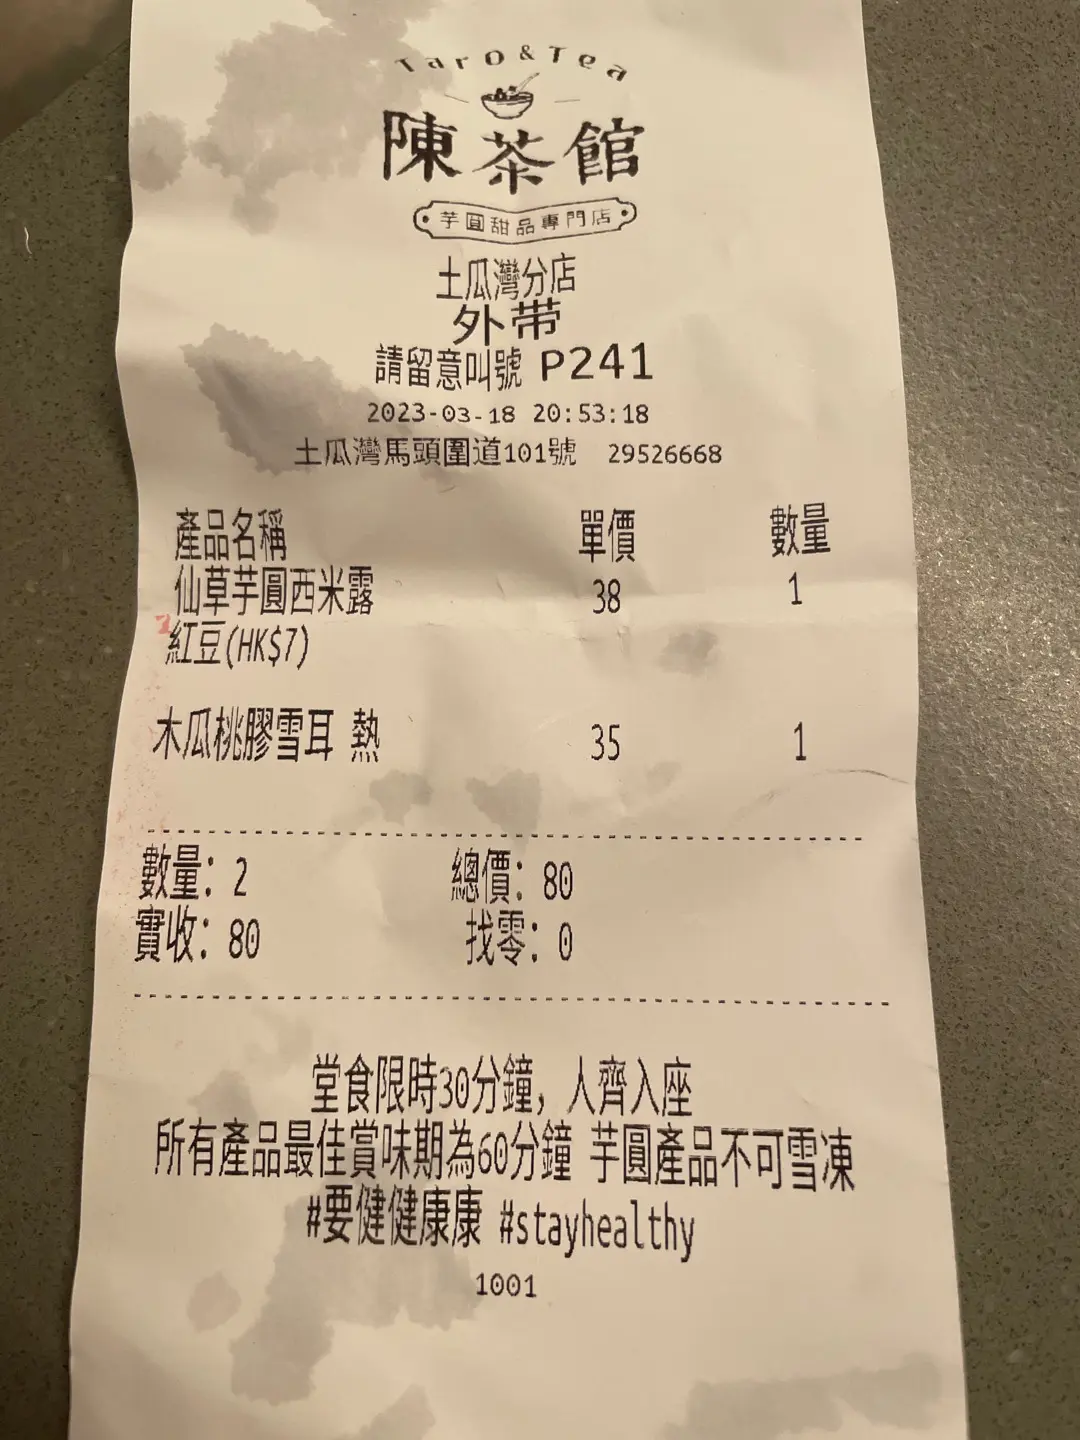 Taro&Tea
陳茶館
芋圓甜品專門店
土瓜灣分店
外带
請留意叫號 P241
2023-03-18 20:53:18
土瓜灣馬頭圍道101號 29526668
產品名稱 單價 數量
仙草芋圓西米露 38 1
紅豆(HK$7)
木瓜桃膠雪耳 熱 35 1
數量: 2 總價: 80
實收: 80 找零: 0
堂食限時30分鐘, 人齊入座
所有產品最佳賞味期為60分鐘 芋圓產品不可雪凍
#要健健康康 #stayhealthy
1001